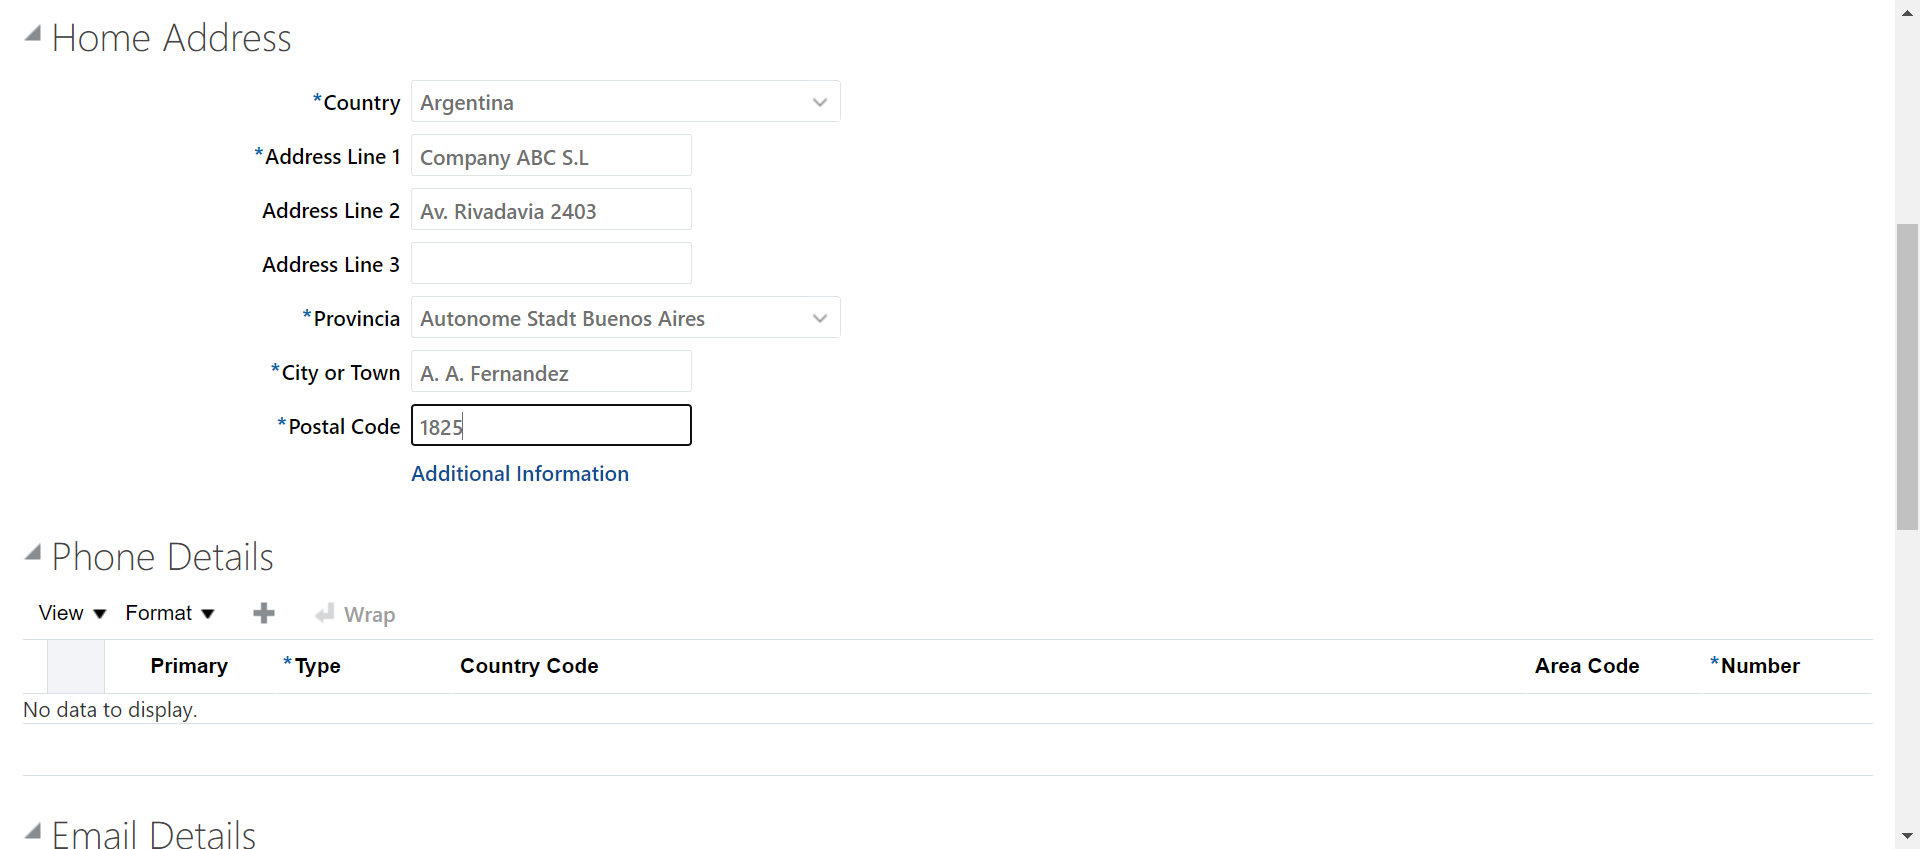 Home Address
*Country Argentina
*Address Line 1 Company ABC S.L
Address Line 2 Av. Rivadavia 2403
Address Line 3
*Provincia Autonome Stadt Buenos Aires
*City or Town A. A. Fernandez
*Postal Code 1825
Additional Information
Phone Details
View Format Wrap
Primary *Type Country Code Area Code *Number
No data to display.
Email Details